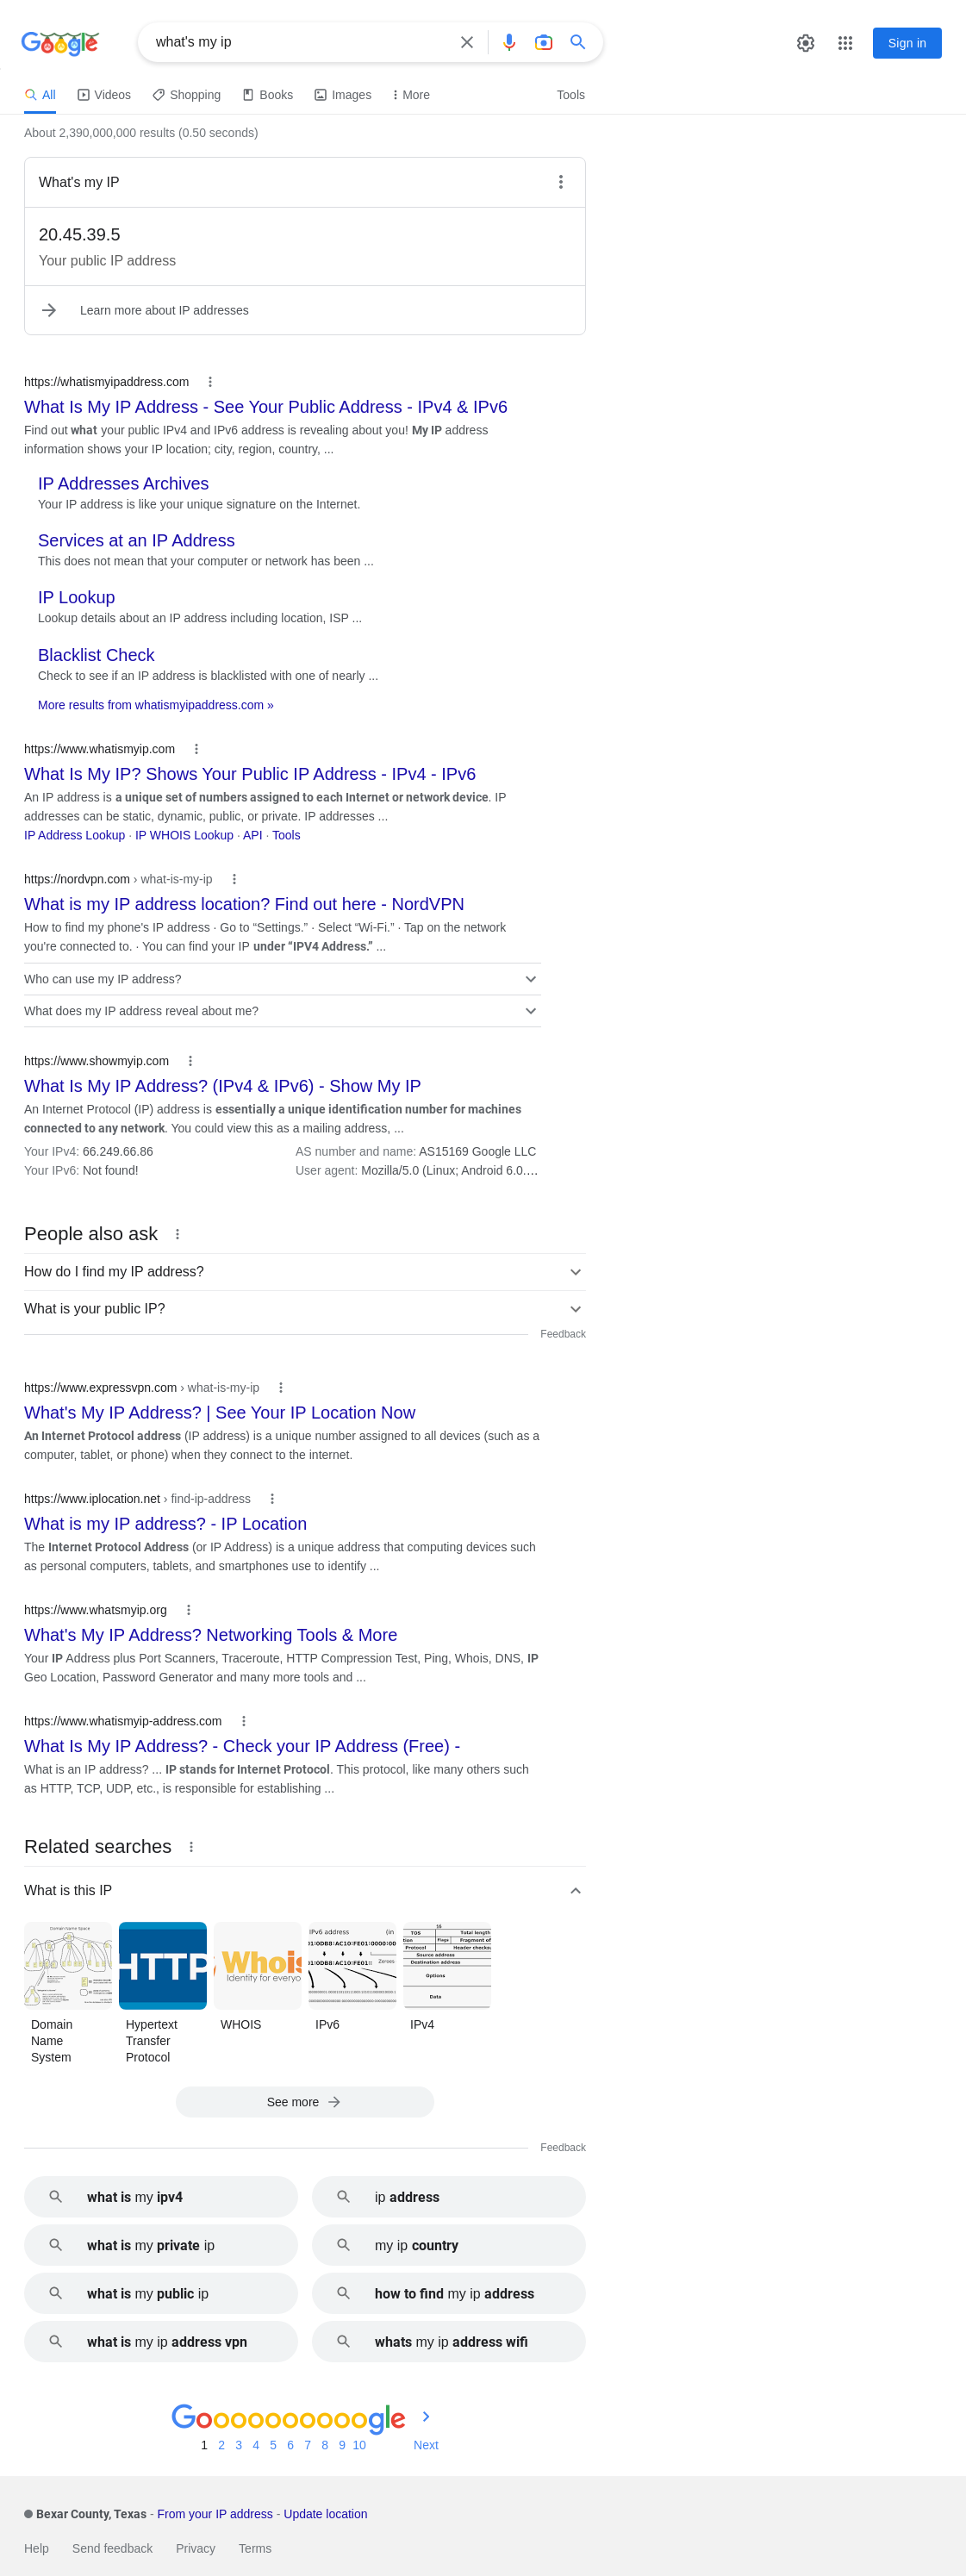 Google
what's my ip
Sign in
All
Videos
Shopping
Books
Images
More
Tools
About 2,390,000,000 results (0.50 seconds)
What's my IP
20.45.39.5
Your public IP address
Learn more about IP addresses
https://whatismyipaddress.com
What Is My IP Address - See Your Public Address - IPv4 & IPv6
Find out what your public IPv4 and IPv6 address is revealing about you! My IP address
information shows your IP location; city, region, country, ...
IP Addresses Archives
Your IP address is like your unique signature on the Internet.
Services at an IP Address
This does not mean that your computer or network has been ...
IP Lookup
Lookup details about an IP address including location, ISP ...
Blacklist Check
Check to see if an IP address is blacklisted with one of nearly ...
More results from whatismyipaddress.com »
https://www.whatismyip.com
What Is My IP? Shows Your Public IP Address - IPv4 - IPv6
An IP address is a unique set of numbers assigned to each Internet or network device. IP
addresses can be static, dynamic, public, or private. IP addresses ...
IP Address Lookup · IP WHOIS Lookup · API · Tools
https://nordvpn.com › what-is-my-ip
What is my IP address location? Find out here - NordVPN
How to find my phone's IP address · Go to “Settings.” · Select “Wi-Fi.” · Tap on the network
you're connected to. · You can find your IP under “IPV4 Address.” ...
Who can use my IP address?
What does my IP address reveal about me?
https://www.showmyip.com
What Is My IP Address? (IPv4 & IPv6) - Show My IP
An Internet Protocol (IP) address is essentially a unique identification number for machines
connected to any network. You could view this as a mailing address, ...
Your IPv4: 66.249.66.86
AS number and name: AS15169 Google LLC
Your IPv6: Not found!
User agent: Mozilla/5.0 (Linux; Android 6.0....
People also ask
How do I find my IP address?
What is your public IP?
Feedback
https://www.expressvpn.com › what-is-my-ip
What's My IP Address? | See Your IP Location Now
An Internet Protocol address (IP address) is a unique number assigned to all devices (such as a
computer, tablet, or phone) when they connect to the internet.
https://www.iplocation.net › find-ip-address
What is my IP address? - IP Location
The Internet Protocol Address (or IP Address) is a unique address that computing devices such
as personal computers, tablets, and smartphones use to identify ...
https://www.whatsmyip.org
What's My IP Address? Networking Tools & More
Your IP Address plus Port Scanners, Traceroute, HTTP Compression Test, Ping, Whois, DNS, IP
Geo Location, Password Generator and many more tools and ...
https://www.whatismyip-address.com
What Is My IP Address? - Check your IP Address (Free) -
What is an IP address? ... IP stands for Internet Protocol. This protocol, like many others such
as HTTP, TCP, UDP, etc., is responsible for establishing ...
Related searches
What is this IP
Domain Name Space
HTTP
Whois
Identity for everyo
IPv6 address (in
Zeroes
16
TOS Total length
Flags Fragment of
Protocol Header checks
Source address
Destination address
Options
Data
Domain
Name
System
Hypertext
Transfer
Protocol
WHOIS
IPv6
IPv4
See more
Feedback
what is my ipv4
ip address
what is my private ip
my ip country
what is my public ip
how to find my ip address
what is my ip address vpn
whats my ip address wifi
Goooooooooogle
1 2 3 4 5 6 7 8 9 10 Next
Bexar County, Texas - From your IP address - Update location
Help
Send feedback
Privacy
Terms